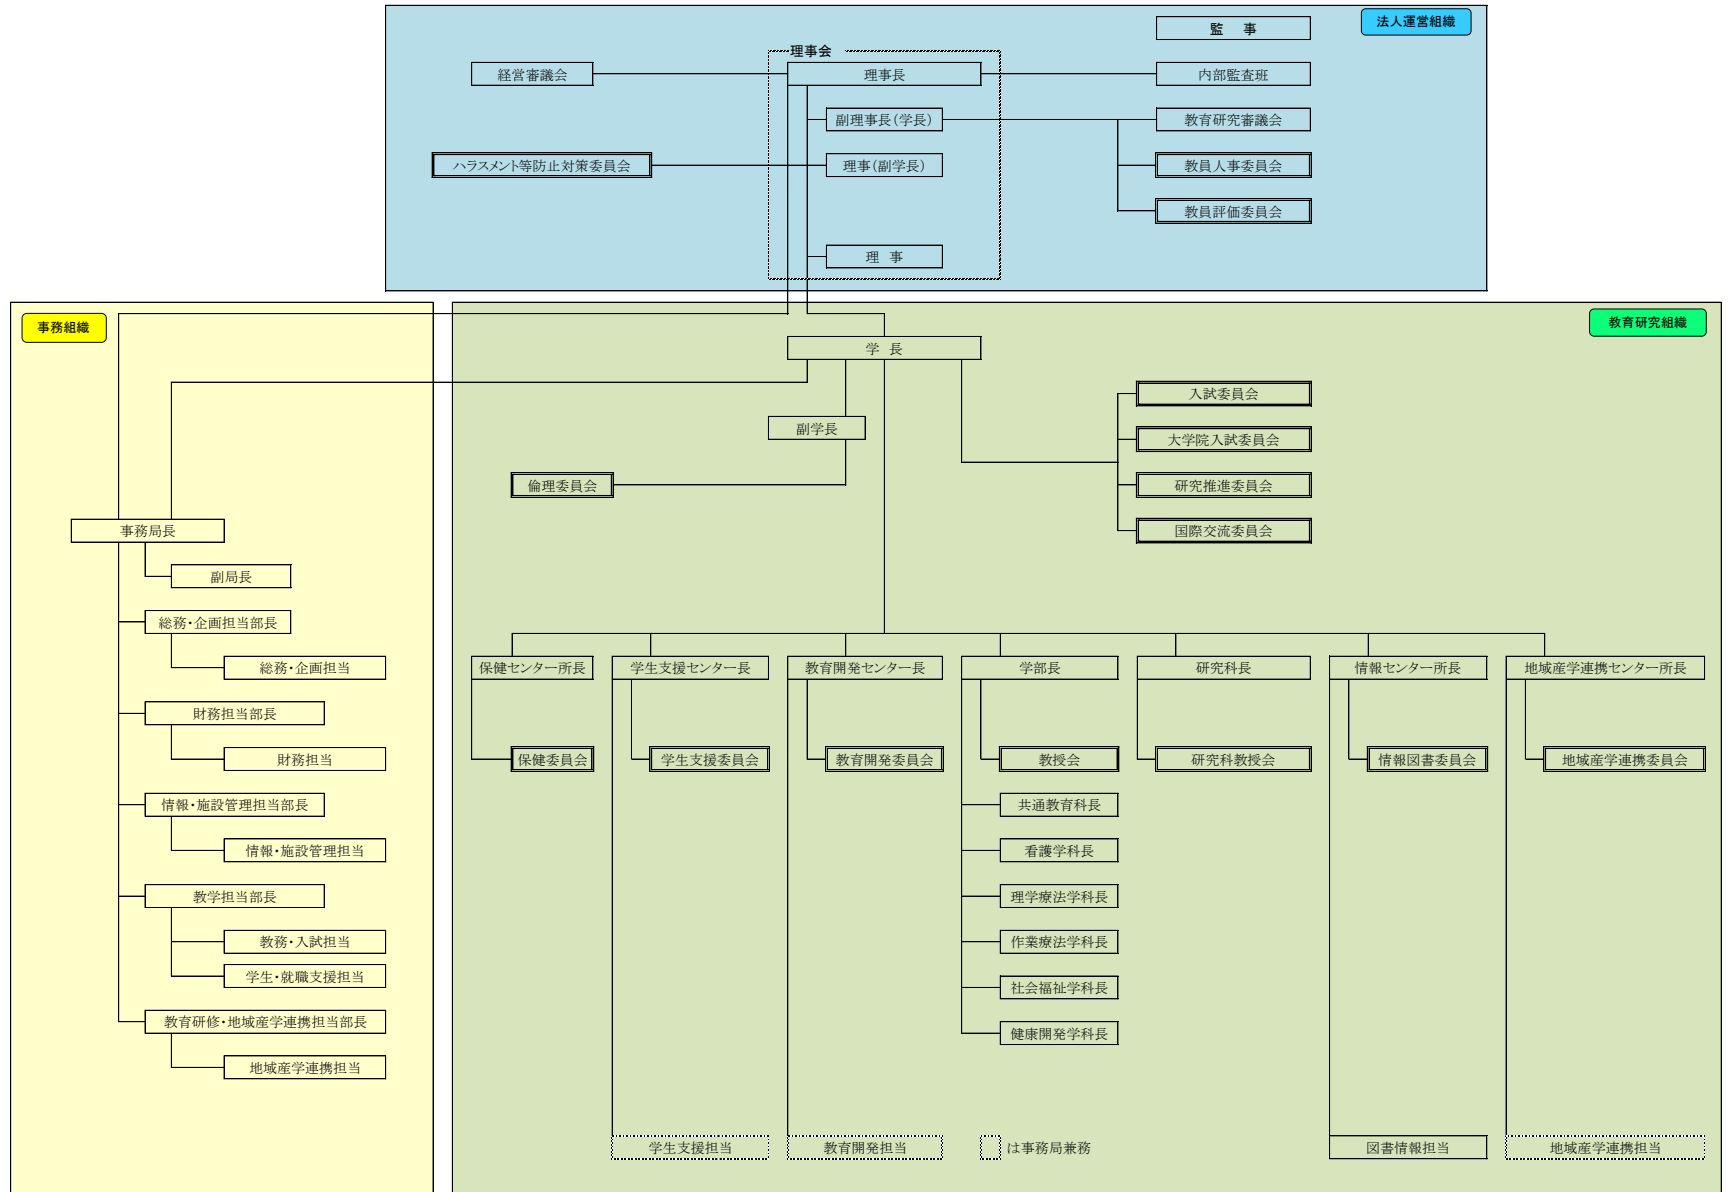 法人運営組織
監　事
理事会
経営審議会
理事長
内部監査班
副理事長(学長)
教育研究審議会
ハラスメント等防止対策委員会
理事(副学長)
教員人事委員会
教員評価委員会
理　事
事務組織
教育研究組織
学　長
入試委員会
副学長
大学院入試委員会
倫理委員会
研究推進委員会
事務局長
国際交流委員会
副局長
総務・企画担当部長
総務・企画担当
財務担当部長
財務担当
情報・施設管理担当部長
情報・施設管理担当
教学担当部長
教務・入試担当
学生・就職支援担当
教育研修・地域産学連携担当部長
地域産学連携担当
保健センター所長
学生支援センター長
教育開発センター長
学部長
研究科長
情報センター所長
地域産学連携センター所長
保健委員会
学生支援委員会
教育開発委員会
教授会
研究科教授会
情報図書委員会
地域産学連携委員会
共通教育科長
看護学科長
理学療法学科長
作業療法学科長
社会福祉学科長
健康開発学科長
学生支援担当
教育開発担当
は事務局兼務
図書情報担当
地域産学連携担当